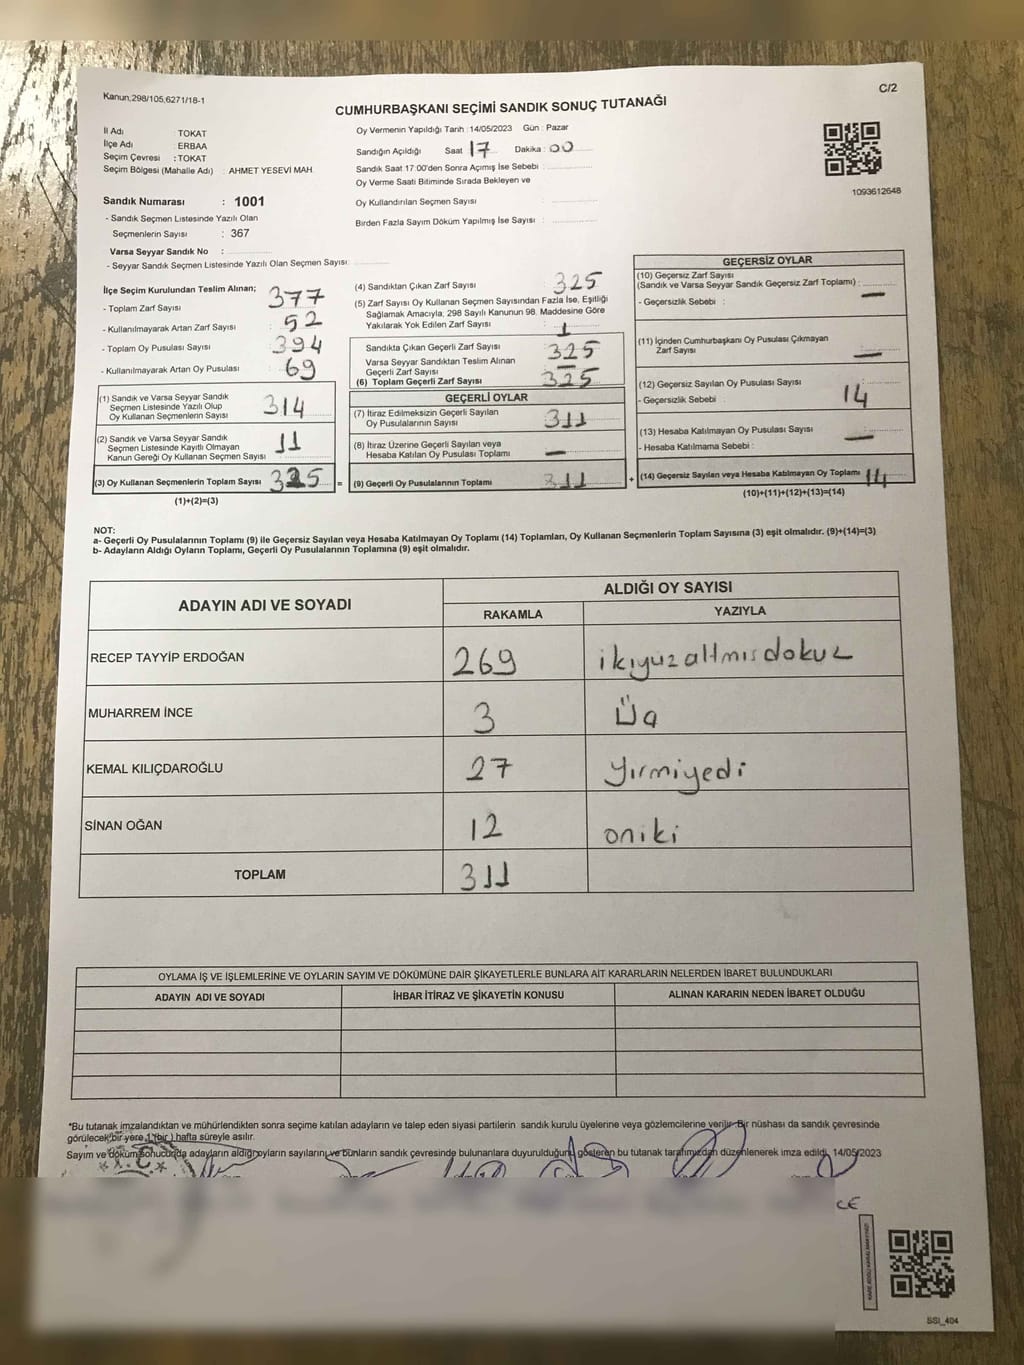 Kanun,298/105,6271/18-1
C/2
CUMHURBAŞKANI SEÇİMİ SANDIK SONUÇ TUTANAĞI
İl Adı TOKAT
İlçe Adı : ERBAA
Seçim Çevresi : TOKAT
Seçim Bölgesi (Mahalle Adı) : AHMET YESEVİ MAH.
Sandık Numarası : 1001
- Sandık Seçmen Listesinde Yazılı Olan
Seçmenlerin Sayısı : 367
Varsa Seyyar Sandık No :
- Seyyar Sandık Seçmen Listesinde Yazılı Olan Seçmen Sayısı:
Oy Vermenin Yapıldığı Tarih : 14/05/2023 Gün : Pazar
Sandığın Açıldığı Saat 17 Dakika : 00
Sandık Saat 17:00'den Sonra Açımış İse Sebebi :
Oy Verme Saati Bitiminde Sırada Bekleyen ve
Oy Kullandırılan Seçmen Sayısı :
Birden Fazla Sayım Döküm Yapılmış İse Sayısı :
1093612648
İlçe Seçim Kurulundan Teslim Alınan; 377
- Toplam Zarf Sayısı
- Kullanılmayarak Artan Zarf Sayısı : 52
- Toplam Oy Pusulası Sayısı : 394
- Kullanılmayarak Artan Oy Pusulası : 69
(1) Sandık ve Varsa Seyyar Sandık
Seçmen Listesinde Yazılı Olup
Oy Kullanan Seçmenlerin Sayısı 314
(2) Sandık ve Varsa Seyyar Sandık
Seçmen Listesinde Kayıtlı Olmayan
Kanun Gereği Oy Kullanan Seçmen Sayısı 11
(3) Oy Kullanan Seçmenlerin Toplam Sayısı 325
(1)+(2)=(3)
=
(4) Sandıktan Çıkan Zarf Sayısı 325
(5) Zarf Sayısı Oy Kullanan Seçmen Sayısından Fazla İse, Eşitliği
Sağlamak Amacıyla, 298 Sayılı Kanunun 98. Maddesine Göre
Yakılarak Yok Edilen Zarf Sayısı :
Sandıkta Çıkan Geçerli Zarf Sayısı 325
Varsa Seyyar Sandıktan Teslim Alınan
Geçerli Zarf Sayısı —
(6) Toplam Geçerli Zarf Sayısı 325
GEÇERLİ OYLAR
(7) İtiraz Edilmeksizin Geçerli Sayılan
Oy Pusulasının Sayısı 311
(8) İtiraz Üzerine Geçerli Sayılan veya
Hesaba Katılan Oy Pusulası Toplamı —
(9) Geçerli Oy Pusulalarının Toplamı 311
+
GEÇERSİZ OYLAR
(10) Geçersiz Zarf Sayısı
(Sandık ve Varsa Seyyar Sandık Geçersiz Zarf Toplamı) : —
- Geçersizlik Sebebi :
(11) İçinden Cumhurbaşkanı Oy Pusulası Çıkmayan
Zarf Sayısı —
(12) Geçersiz Sayılan Oy Pusulası Sayısı 14
- Geçersizlik Sebebi :
(13) Hesaba Katılmayan Oy Pusulası Sayısı —
- Hesaba Katılmama Sebebi :
(14) Geçersiz Sayılan veya Hesaba Katılmayan Oy Toplamı 14
(10)+(11)+(12)+(13)=(14)
NOT:
a- Geçerli Oy Pusulalarının Toplamı (9) ile Geçersiz Sayılan veya Hesaba Katılmayan Oy Toplamı (14) Toplamları, Oy Kullanan Seçmenlerin Toplam Sayısına (3) eşit olmalıdır. (9)+(14)=(3)
b- Adayların Aldığı Oyların Toplamı, Geçerli Oy Pusulalarının Toplamına (9) eşit olmalıdır.
ADAYIN ADI VE SOYADI
ALDIĞI OY SAYISI
RAKAMLA YAZIYLA
RECEP TAYYİP ERDOĞAN 269 ikiyüzaltmısdokuz
MUHARREM İNCE 3 Üç
KEMAL KILIÇDAROĞLU 27 yırmiyedi
SİNAN OĞAN 12 oniki
TOPLAM 311
OYLAMA İŞ VE İŞLEMLERİNE VE OYLARIN SAYIM VE DÖKÜMÜNE DAİR ŞİKAYETLERLE BUNLARA AİT KARARLARIN NELERDEN İBARET BULUNDUKLARI
ADAYIN ADI VE SOYADI İHBAR İTİRAZ VE ŞİKAYETİN KONUSU ALINAN KARARIN NEDEN İBARET OLDUĞU
*Bu tutanak imzalandıktan ve mühürlendikten sonra seçime katılan adayların ve talep eden siyasi partilerin sandık kurulu üyelerine veya gözlemcilerine verilir. Bir nüshası da sandık çevresinde
görülecek bir yere 1 ( bir ) hafta süreyle asılır.
Sayım ve döküm sonucunda adayların aldığı oyların sayılarını ve bunların sandık çevresinde bulunanlara duyurulduğunu gösteren bu tutanak tarafımızdan düzenlenerek imza edildi. 14/05/2023
T.C.
CE
BSI_404